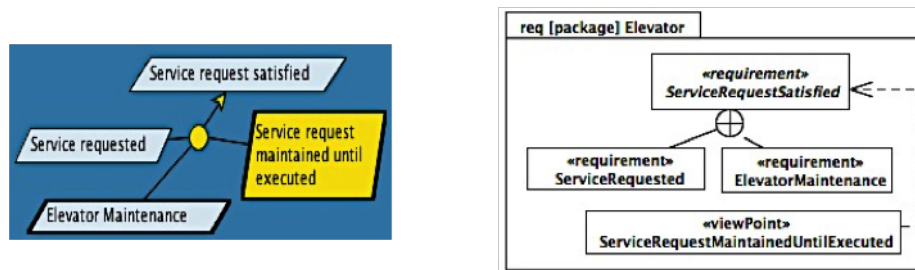 Service request satisfied
Service requested
Service request
maintained until
executed
Elevator Maintenance
req [package] Elevator
«requirement»
ServiceRequestSatisfied
«requirement»
ServiceRequested
«requirement»
ElevatorMaintenance
«viewPoint»
ServiceRequestMaintainedUntilExecuted